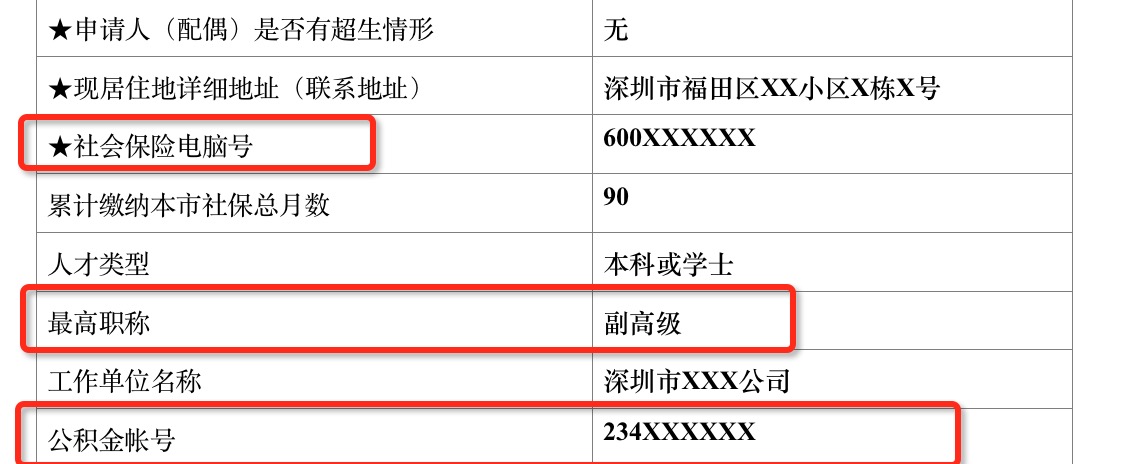 ★申请人（配偶）是否有超生情形 无
★现居住地详细地址（联系地址） 深圳市福田区XX小区X栋X号
★社会保险电脑号 600XXXXXX
累计缴纳本市社保总月数 90
人才类型 本科或学士
最高职称 副高级
工作单位名称 深圳市XXX公司
公积金帐号 234XXXXXX